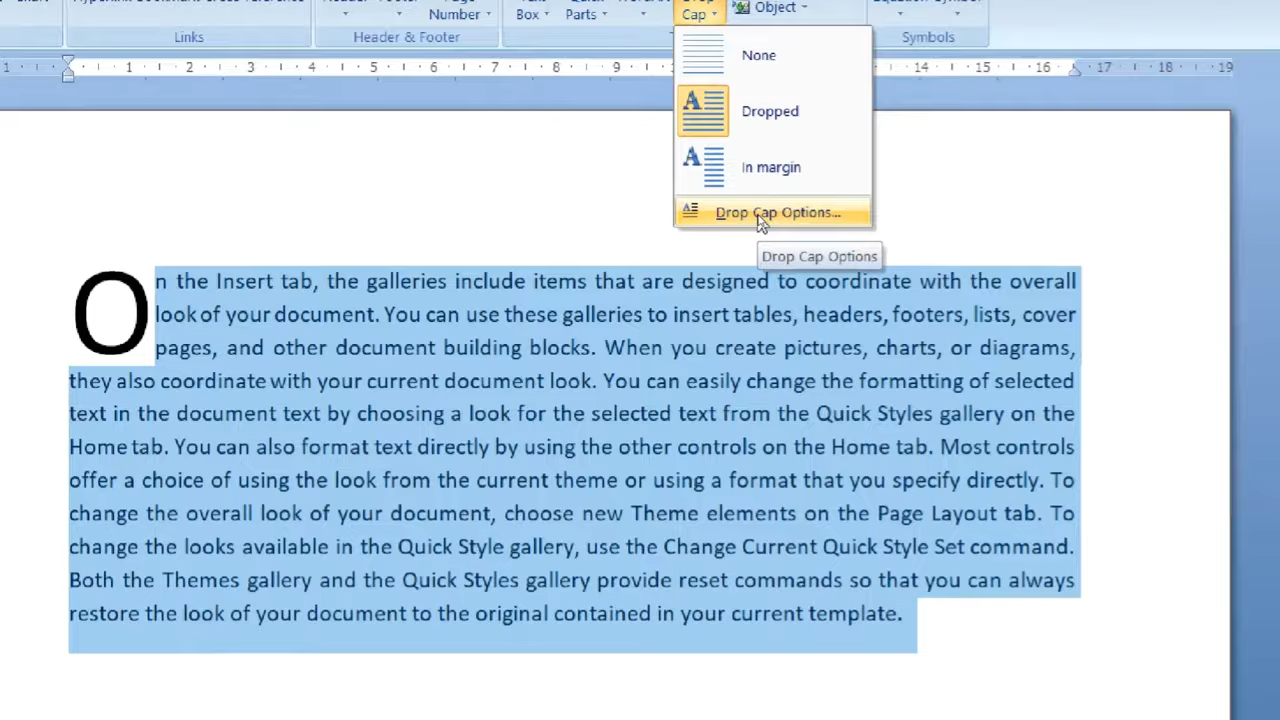 Number
Box
Parts
Cap
Object
Links
Header & Footer
Symbols
1 1 2 3 4 5 6 7 8 9 14 15 16 17 18 19
None
Dropped
In margin
Drop Cap Options...
Drop Cap Options
On the Insert tab, the galleries include items that are designed to coordinate with the overall
look of your document. You can use these galleries to insert tables, headers, footers, lists, cover
pages, and other document building blocks. When you create pictures, charts, or diagrams,
they also coordinate with your current document look. You can easily change the formatting of selected
text in the document text by choosing a look for the selected text from the Quick Styles gallery on the
Home tab. You can also format text directly by using the other controls on the Home tab. Most controls
offer a choice of using the look from the current theme or using a format that you specify directly. To
change the overall look of your document, choose new Theme elements on the Page Layout tab. To
change the looks available in the Quick Style gallery, use the Change Current Quick Style Set command.
Both the Themes gallery and the Quick Styles gallery provide reset commands so that you can always
restore the look of your document to the original contained in your current template.